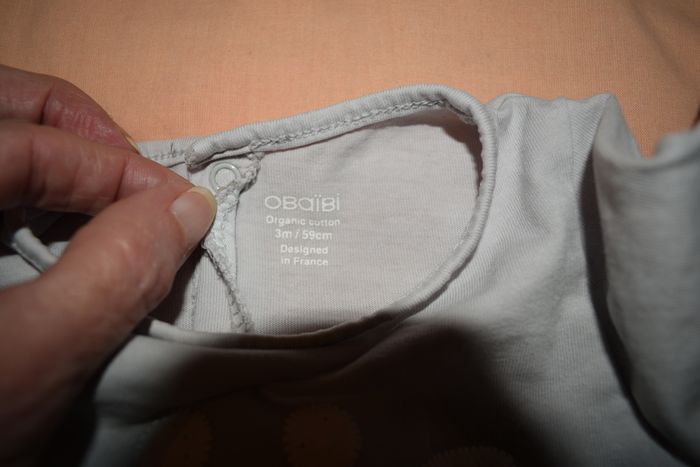 OBaïBi
Organic cotton
3m / 59cm
Designed
in France